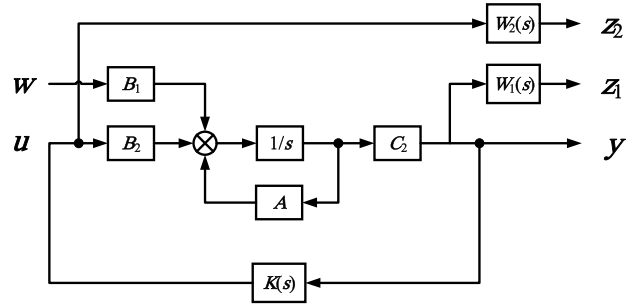 W₂(s) z₂
w B₁ W₁(s) z₁
u B₂ 1/s C₂ y
A
K(s)